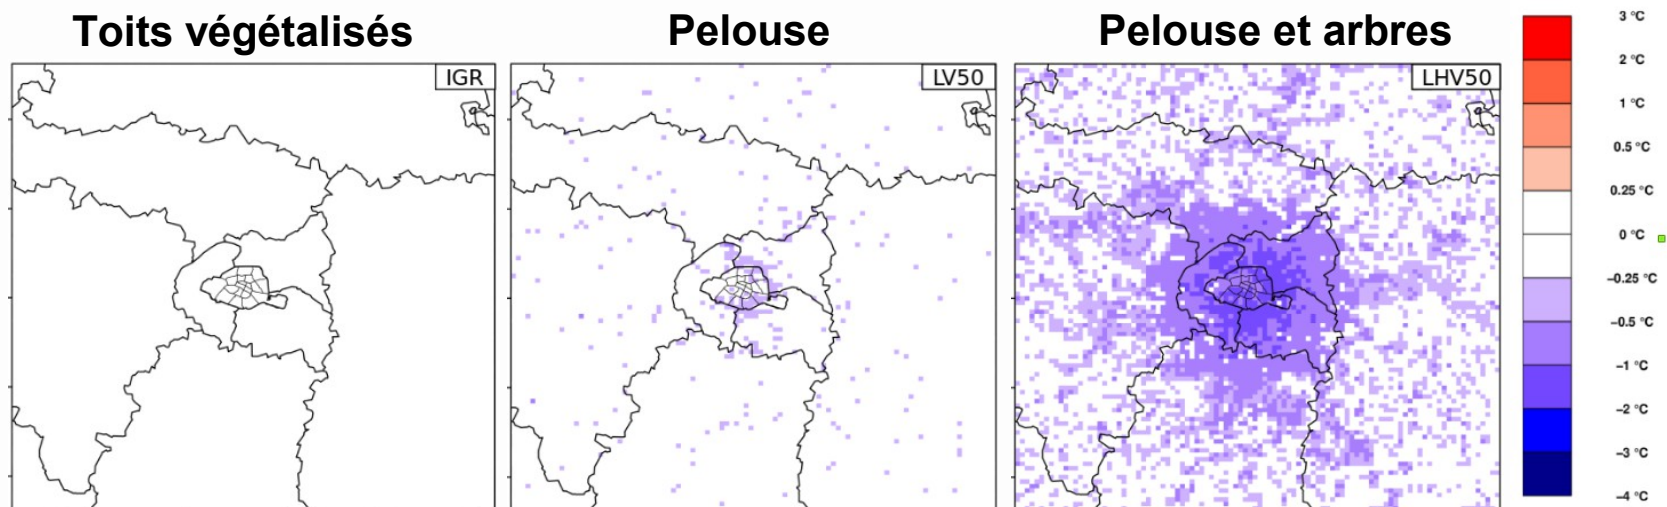 Toits végétalisés
Pelouse
Pelouse et arbres
IGR
LV50
LHV50
3 °C
2 °C
1 °C
0.5 °C
0.25 °C
0 °C
−0.25 °C
−0.5 °C
−1 °C
−2 °C
−3 °C
−4 °C